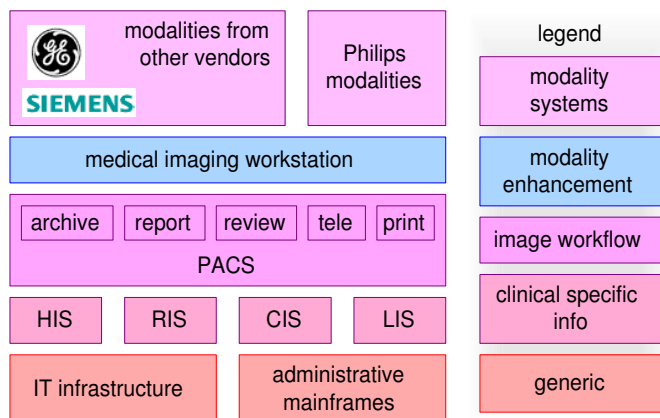 modalities from
other vendors
GE
SIEMENS
Philips
modalities
medical imaging workstation
archive report review tele print
PACS
HIS RIS CIS LIS
IT infrastructure
administrative
mainframes
legend
modality
systems
modality
enhancement
image workflow
clinical specific
info
generic